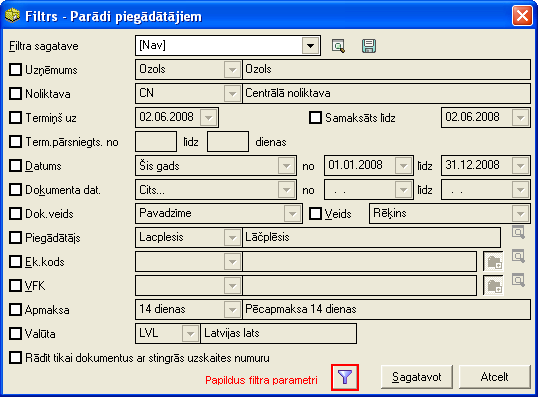 Filtrs - Parādi piegādātājiem
Filtra sagatave [Nav]
Uzņēmums Ozols Ozols
Noliktava CN Centrālā noliktava
Termiņš uz 02.06.2008 Samaksāts līdz 02.06.2008
Term.pārsniegts. no līdz dienas
Datums Šis gads no 01.01.2008 līdz 31.12.2008
Dokumenta dat. Cits... no . . līdz . .
Dok.veids Pavadzīme Veids Rēķins
Piegādātājs Lacplesis Lāčplēsis
Ek.kods
VFK
Apmaksa 14 dienas Pēcapmaksa 14 dienas
Valūta LVL Latvijas lats
Rādīt tikai dokumentus ar stingrās uzskaites numuru
Papildus filtra parametri Sagatavot Atcelt